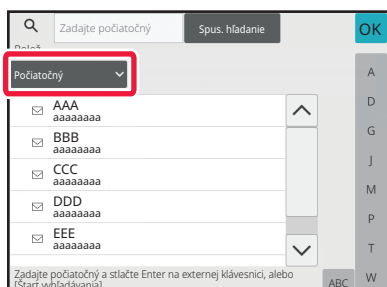 Zadajte počiatočný
Spus. hľadanie
OK
Polož.
Počiatočný
AAA
aaaaaaaa
BBB
aaaaaaaa
CCC
aaaaaaaa
DDD
aaaaaaaa
EEE
aaaaaaaa
A
D
G
J
M
P
T
W
Zadajte počiatočný a stlačte Enter na externej klávesnici, alebo
[Štart vyhľadávania]
ABC